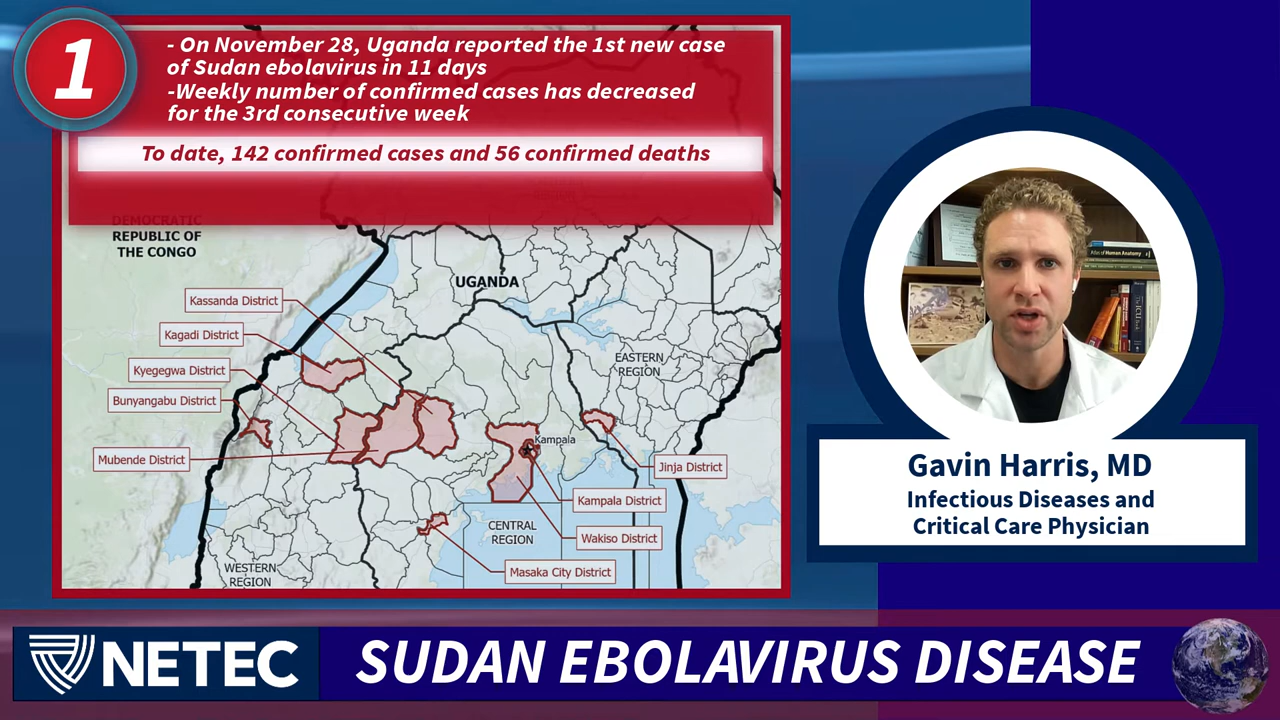 1
- On November 28, Uganda reported the 1st new case
of Sudan ebolavirus in 11 days
-Weekly number of confirmed cases has decreased
for the 3rd consecutive week
To date, 142 confirmed cases and 56 confirmed deaths
DEMOCRATIC
REPUBLIC OF
THE CONGO
UGANDA
Kassanda District
Kagadi District
Kyegegwa District
Bunyangabu District
Mubende District
EASTERN
REGION
Kampala
Jinja District
Kampala District
CENTRAL
REGION
Wakiso District
Masaka City District
WESTERN
REGION
Atlas of Human Anatomy
Gavin Harris, MD
Infectious Diseases and
Critical Care Physician
NETEC
SUDAN EBOLAVIRUS DISEASE